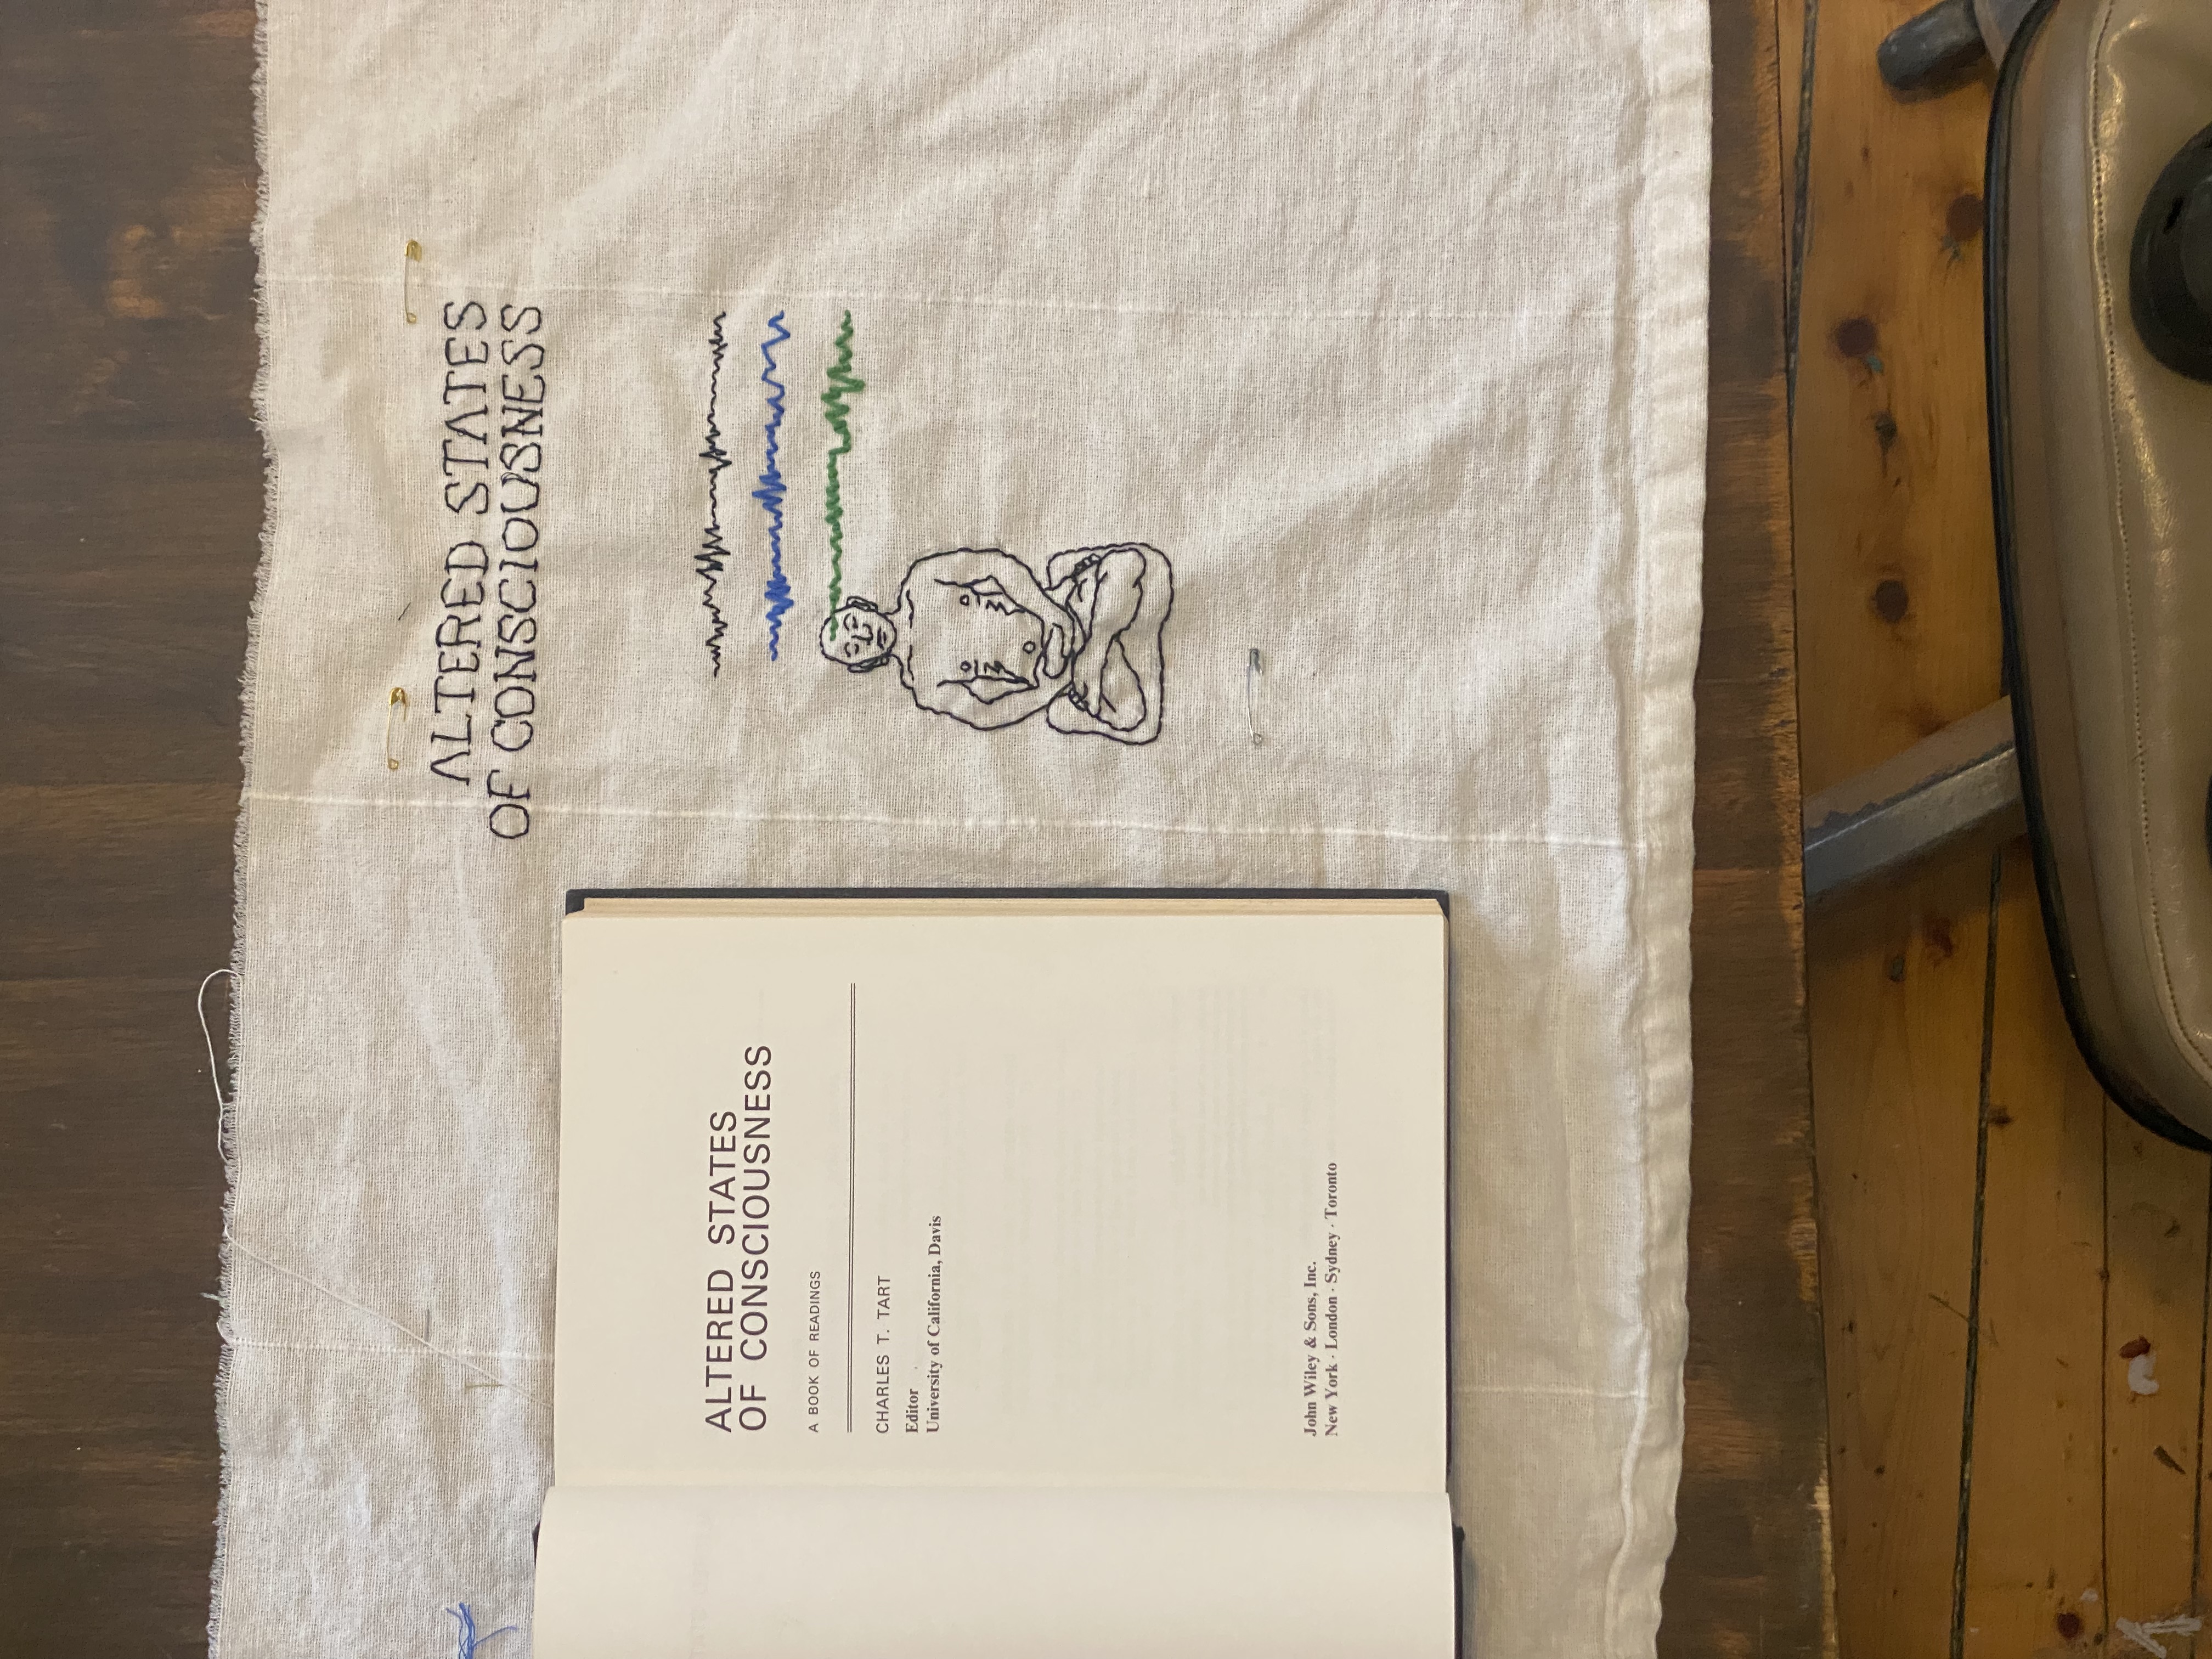 ALTERED STATES
OF CONSCIOUSNESS
A BOOK OF READINGS
CHARLES T. TART
Editor
University of California, Davis
John Wiley & Sons, Inc.
New York · London · Sydney · Toronto
ALTERED STATES
OF CONSCIOUSNESS